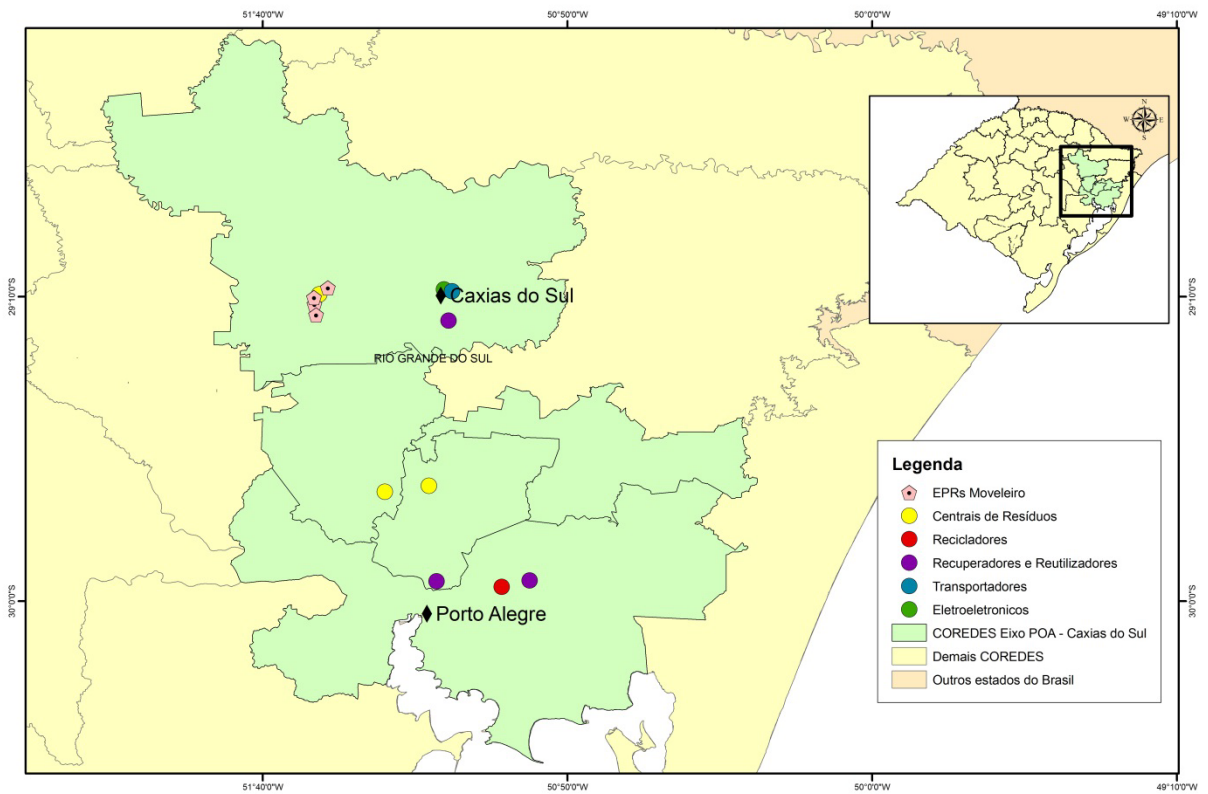 51°40'0"W 50°50'0"W 50°0'0"W 49°10'0"W
N
W E
S
29°10'0"S Caxias do Sul 29°10'0"S
RIO GRANDE DO SUL
Legenda
EPRs Moveleiro
Centrais de Resíduos
Recicladores
Recuperadores e Reutilizadores
Transportadores
Eletroeletronicos
COREDES Eixo POA - Caxias do Sul
Demais COREDES
Outros estados do Brasil
30°0'0"S Porto Alegre 30°0'0"S
51°40'0"W 50°50'0"W 50°0'0"W 49°10'0"W